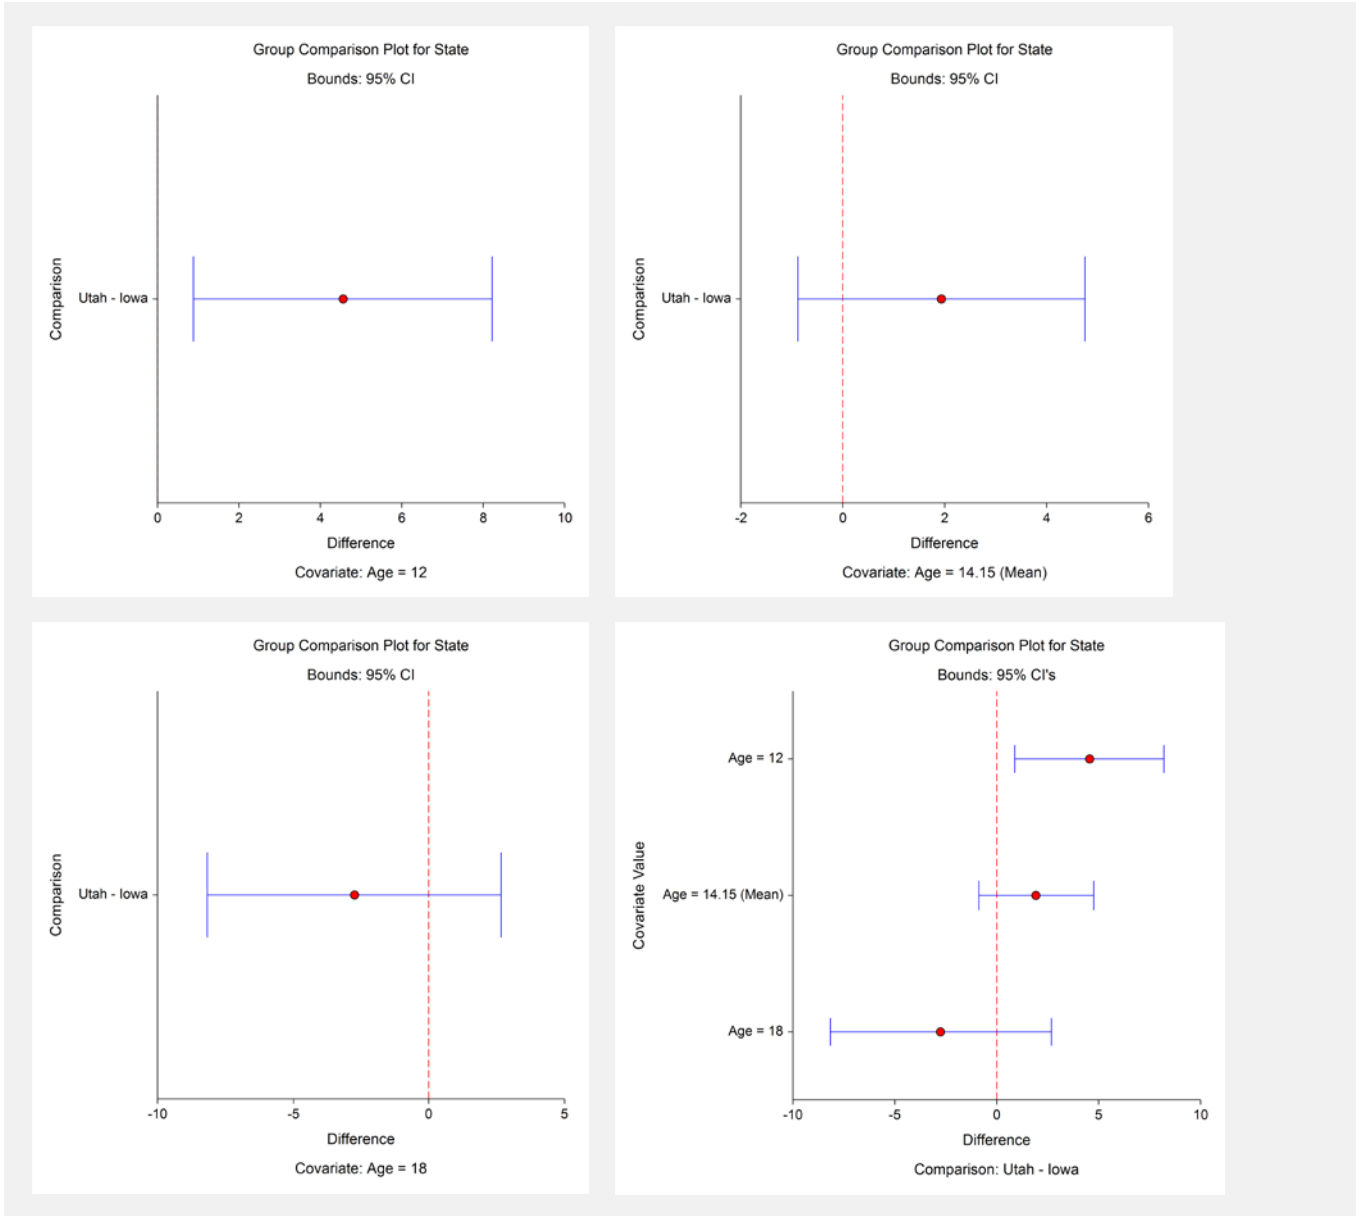 Group Comparison Plot for State
Bounds: 95% CI
Comparison
Utah - Iowa
0 2 4 6 8 10
Difference
Covariate: Age = 12
Group Comparison Plot for State
Bounds: 95% CI
Comparison
Utah - Iowa
-2 0 2 4 6
Difference
Covariate: Age = 14.15 (Mean)
Group Comparison Plot for State
Bounds: 95% CI
Comparison
Utah - Iowa
-10 -5 0 5
Difference
Covariate: Age = 18
Group Comparison Plot for State
Bounds: 95% CI's
Covariate Value
Age = 12
Age = 14.15 (Mean)
Age = 18
-10 -5 0 5 10
Difference
Comparison: Utah - Iowa